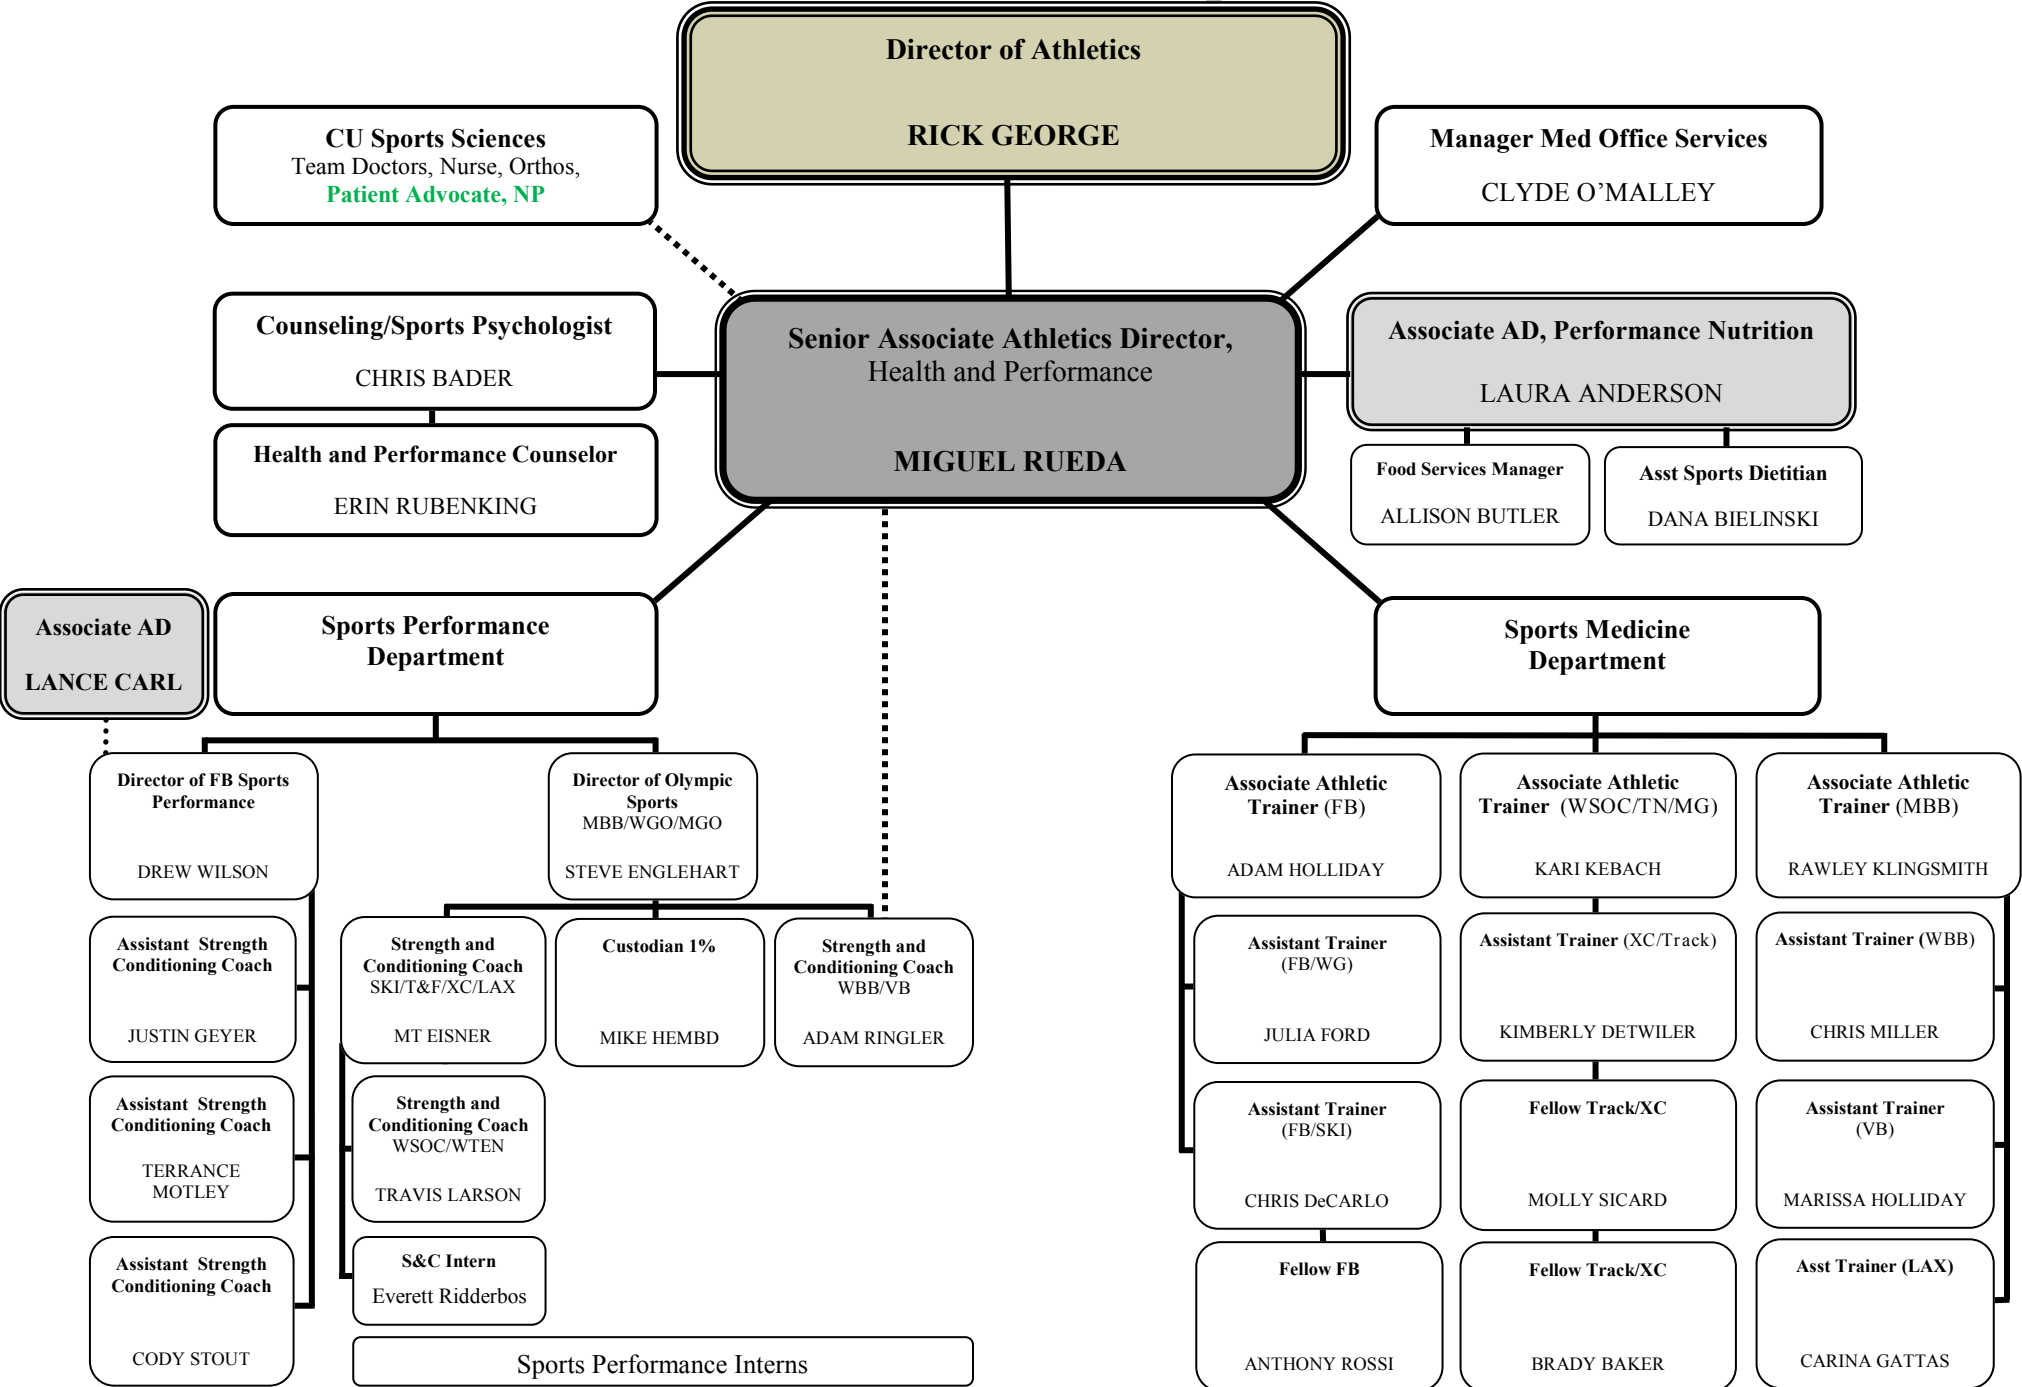 Director of Athletics
RICK GEORGE
CU Sports Sciences
Team Doctors, Nurse, Orthos,
Patient Advocate, NP
Manager Med Office Services
CLYDE O’MALLEY
Counseling/Sports Psychologist
CHRIS BADER
Senior Associate Athletics Director,
Health and Performance
MIGUEL RUEDA
Associate AD, Performance Nutrition
LAURA ANDERSON
Health and Performance Counselor
ERIN RUBENKING
Food Services Manager
ALLISON BUTLER
Asst Sports Dietitian
DANA BIELINSKI
Associate AD
LANCE CARL
Sports Performance
Department
Sports Medicine
Department
Director of FB Sports
Performance
DREW WILSON
Director of Olympic
Sports
MBB/WGO/MGO
STEVE ENGLEHART
Associate Athletic
Trainer (FB)
ADAM HOLLIDAY
Associate Athletic
Trainer (WSOC/TN/MG)
KARI KEBACH
Associate Athletic
Trainer (MBB)
RAWLEY KLINGSMITH
Assistant Strength
Conditioning Coach
JUSTIN GEYER
Strength and
Conditioning Coach
SKI/T&F/XC/LAX
MT EISNER
Custodian 1%
MIKE HEMBD
Strength and
Conditioning Coach
WBB/VB
ADAM RINGLER
Assistant Trainer
(FB/WG)
JULIA FORD
Assistant Trainer (XC/Track)
KIMBERLY DETWILER
Assistant Trainer (WBB)
CHRIS MILLER
Assistant Strength
Conditioning Coach
TERRANCE
MOTLEY
Strength and
Conditioning Coach
WSOC/WTEN
TRAVIS LARSON
Assistant Trainer
(FB/SKI)
CHRIS DeCARLO
Fellow Track/XC
MOLLY SICARD
Assistant Trainer
(VB)
MARISSA HOLLIDAY
Assistant Strength
Conditioning Coach
CODY STOUT
S&C Intern
Everett Ridderbos
Sports Performance Interns
Fellow FB
ANTHONY ROSSI
Fellow Track/XC
BRADY BAKER
Asst Trainer (LAX)
CARINA GATTAS